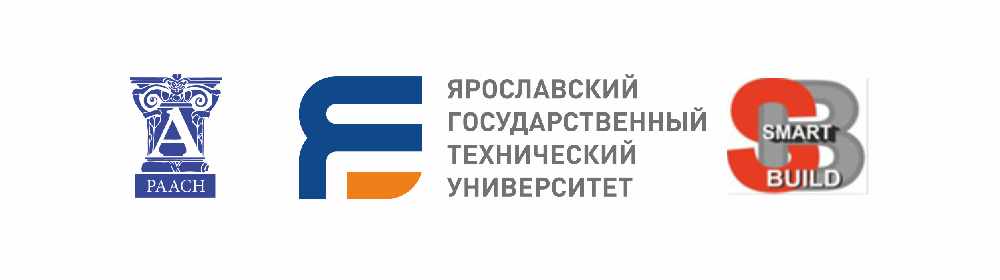 РААСН
ЯРОСЛАВСКИЙ
ГОСУДАРСТВЕННЫЙ
ТЕХНИЧЕСКИЙ
УНИВЕРСИТЕТ
SMART
BUILD